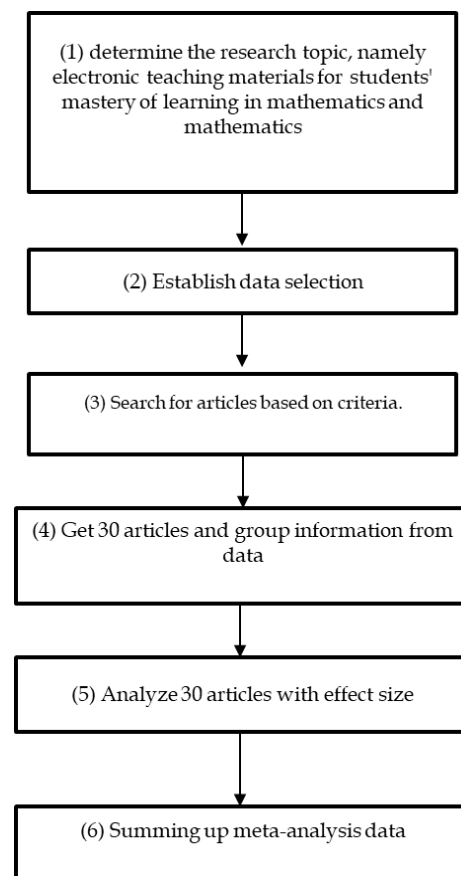 (1) determine the research topic, namely
electronic teaching materials for students'
mastery of learning in mathematics and
mathematics
(2) Establish data selection
(3) Search for articles based on criteria.
(4) Get 30 articles and group information from
data
(5) Analyze 30 articles with effect size
(6) Summing up meta-analysis data